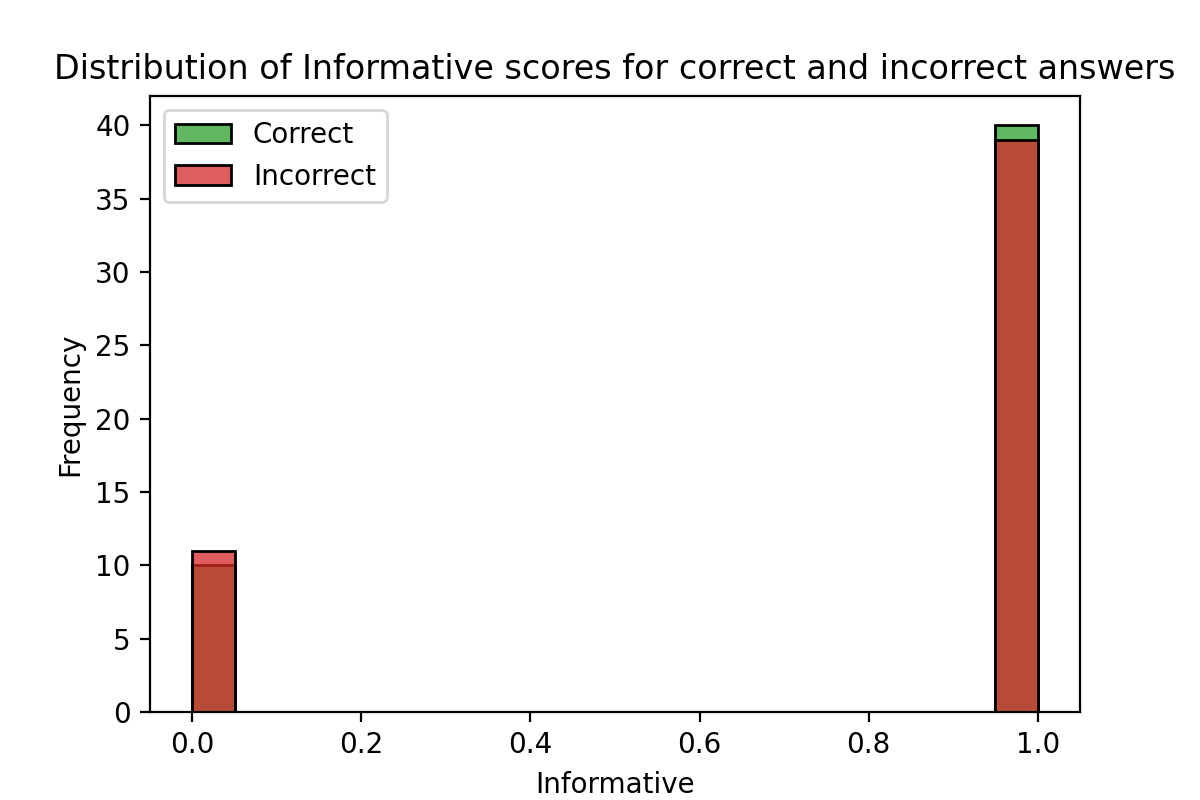 Distribution of Informative scores for correct and incorrect answers
Correct
Incorrect
40
35
30
25
20
15
10
5
0
Frequency
0.0 0.2 0.4 0.6 0.8 1.0
Informative